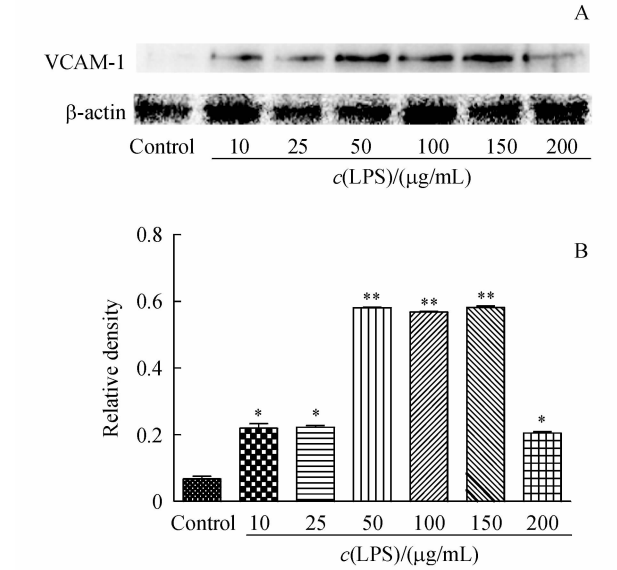 A
VCAM-1
β-actin
Control 10 25 50 100 150 200
c(LPS)/(μg/mL)
B
Relative density
0.8
0.6
0.4
0.2
0
* * ** ** ** *
Control 10 25 50 100 150 200
c(LPS)/(μg/mL)